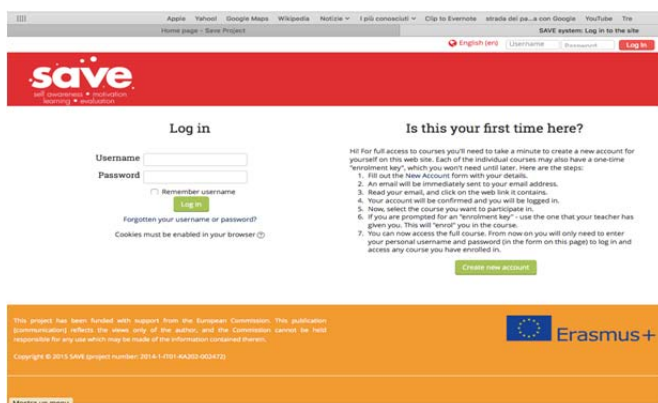 Apple Yahoo! Google Maps Wikipedia Notizie I più conosciuti Clip to Evernote strada del pa...a con Google YouTube Tre
Home page - Save Project
SAVE system: Log in to the site
English (en) Username Password Log in
save
self awareness • motivation
learning • evaluation
Log in
Username
Password
Remember username
Log in
Forgotten your username or password?
Cookies must be enabled in your browser
Is this your first time here?
Hi! For full access to courses you'll need to take a minute to create a new account for
yourself on this web site. Each of the individual courses may also have a one-time
"enrolment key", which you won't need until later. Here are the steps:
1. Fill out the New Account form with your details.
2. An email will be immediately sent to your email address.
3. Read your email, and click on the web link it contains.
4. Your account will be confirmed and you will be logged in.
5. Now, select the course you want to participate in.
6. If you are prompted for an "enrolment key" - use the one that your teacher has
given you. This will "enrol" you in the course.
7. You can now access the full course. From now on you will only need to enter
your personal username and password (in the form on this page) to log in and
access any course you have enrolled in.
Create new account
This project has been funded with support from the European Commission. This publication
[communication] reflects the views only of the author, and the Commission cannot be held
responsible for any use which may be made of the information contained therein.
Copyright © 2015 SAVE (project number: 2014-1-IT01-KA202-002472)
Erasmus+
Mostra un menu